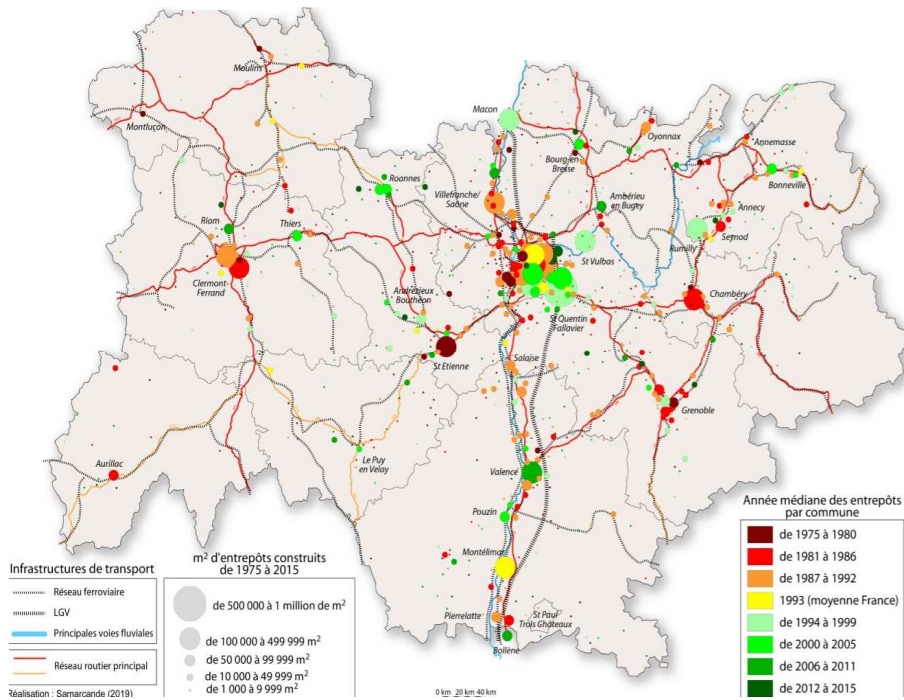 Moulins
Montluçon
Macon
Oyonnax
Annemasse
Bourg-en-
Bresse
Bonneville
Roannes
Villefranche/
Saône
Ambérieu
en Bugey
Annecy
Riom
Thiers
Rumilly
Seynod
St Vulbas
Clermont-
Ferrand
Andrézieux
Bouthéon
Chambéry
St Quentin
Fallavier
St Etienne
Salaise
Grenoble
Le Puy
en Velay
Aurillac
Valence
Pouzin
Montélimar
Pierrelatte
St Paul
Trois Chateaux
Bollène
Infrastructures de transport
Réseau ferroviaire
LGV
Principales voies fluviales
Réseau routier principal
Réalisation : Samarcande (2019)
m² d'entrepôts construits
de 1975 à 2015
de 500 000 à 1 million de m²
de 100 000 à 499 999 m²
de 50 000 à 99 999 m²
de 10 000 à 49 999 m²
de 1 000 à 9 999 m²
0 km 20 km 40 km
Année médiane des entrepôts
par commune
de 1975 à 1980
de 1981 à 1986
de 1987 à 1992
1993 (moyenne France)
de 1994 à 1999
de 2000 à 2005
de 2006 à 2011
de 2012 à 2015